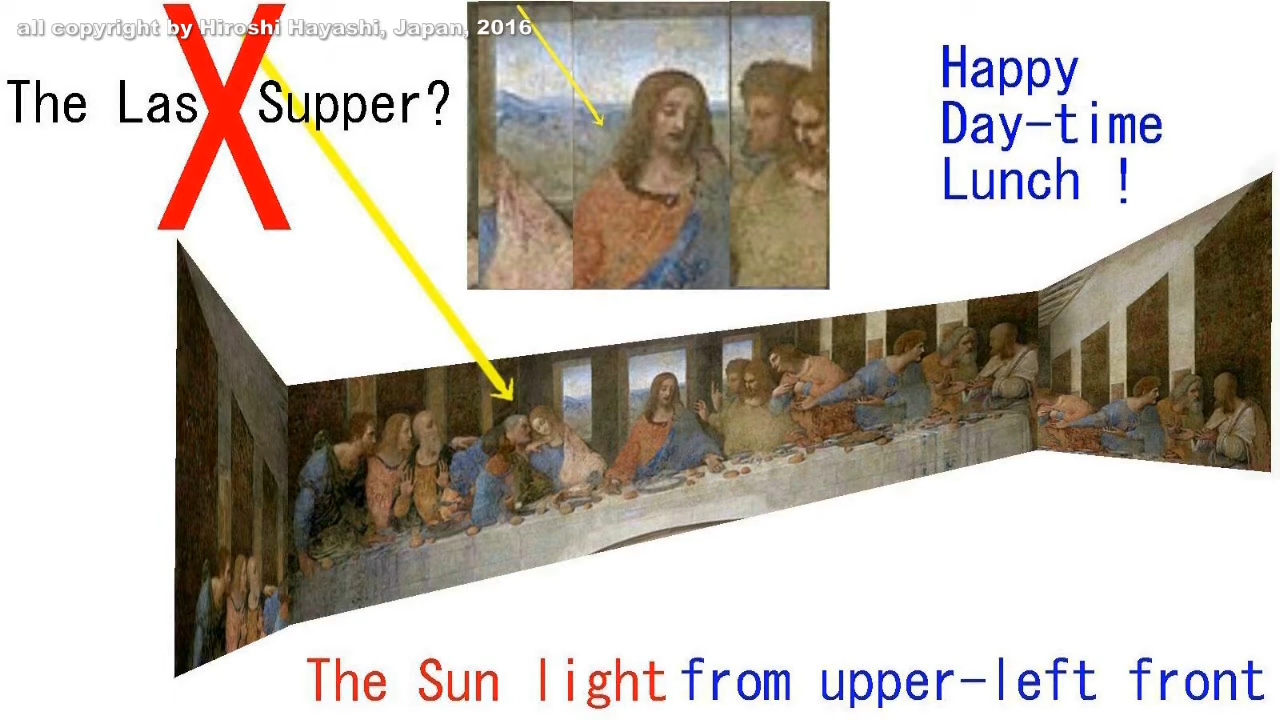 all copyright by Hiroshi Hayashi, Japan, 2016
The Las Supper?
X
Happy
Day-time
Lunch !
The Sun light from upper-left front